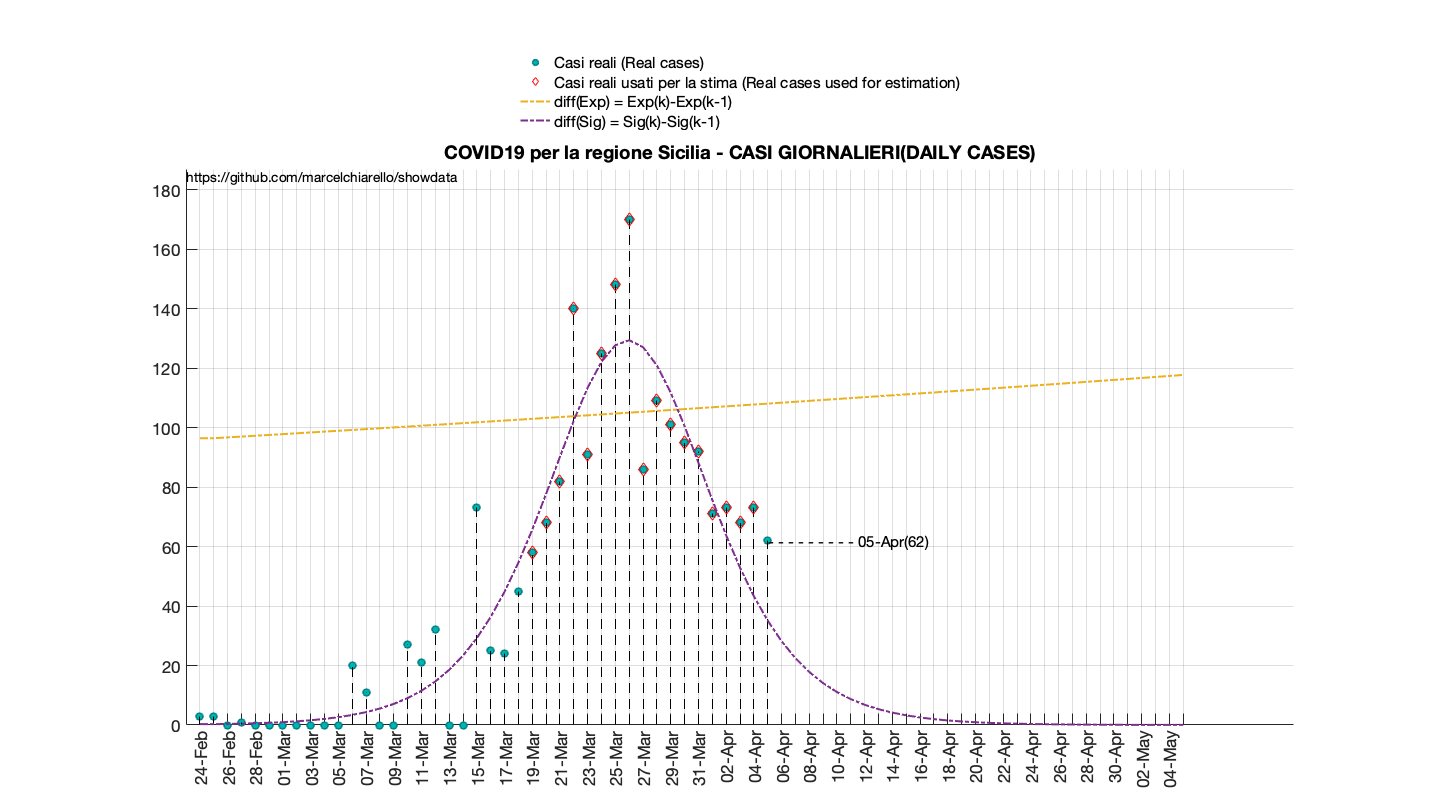 Casi reali (Real cases)
Casi reali usati per la stima (Real cases used for estimation)
diff(Exp) = Exp(k)-Exp(k-1)
diff(Sig) = Sig(k)-Sig(k-1)
COVID19 per la regione Sicilia - CASI GIORNALIERI(DAILY CASES)
https://github.com/marcelchiarello/showdata
180
160
140
120
100
80
60
40
20
0
05-Apr(62)
24-Feb
26-Feb
28-Feb
01-Mar
03-Mar
05-Mar
07-Mar
09-Mar
11-Mar
13-Mar
15-Mar
17-Mar
19-Mar
21-Mar
23-Mar
25-Mar
27-Mar
29-Mar
31-Mar
02-Apr
04-Apr
06-Apr
08-Apr
10-Apr
12-Apr
14-Apr
16-Apr
18-Apr
20-Apr
22-Apr
24-Apr
26-Apr
28-Apr
30-Apr
02-May
04-May